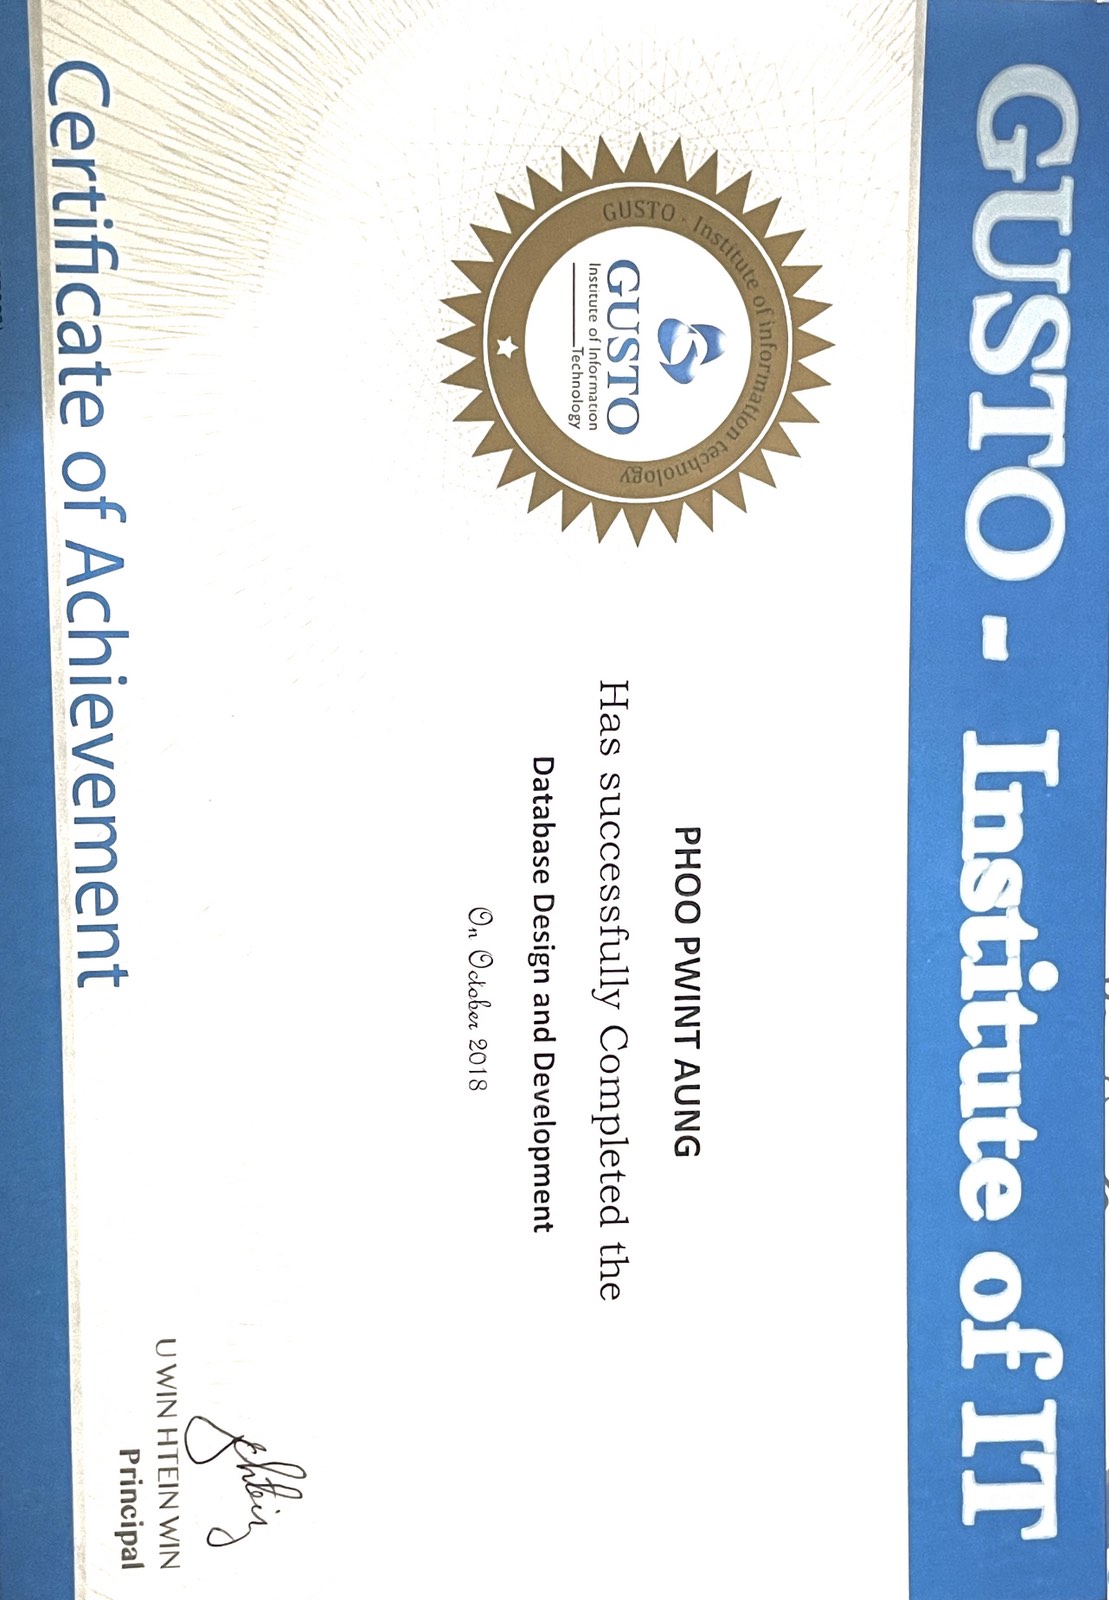 GUSTO - Institute of IT
GUSTO - Institute of information technology
GUSTO
Institute of Information
Technology
PHOO PWINT AUNG
Has successfully Completed the
Database Design and Development
On October 2018
U WIN HTEIN WIN
Principal
Certificate of Achievement